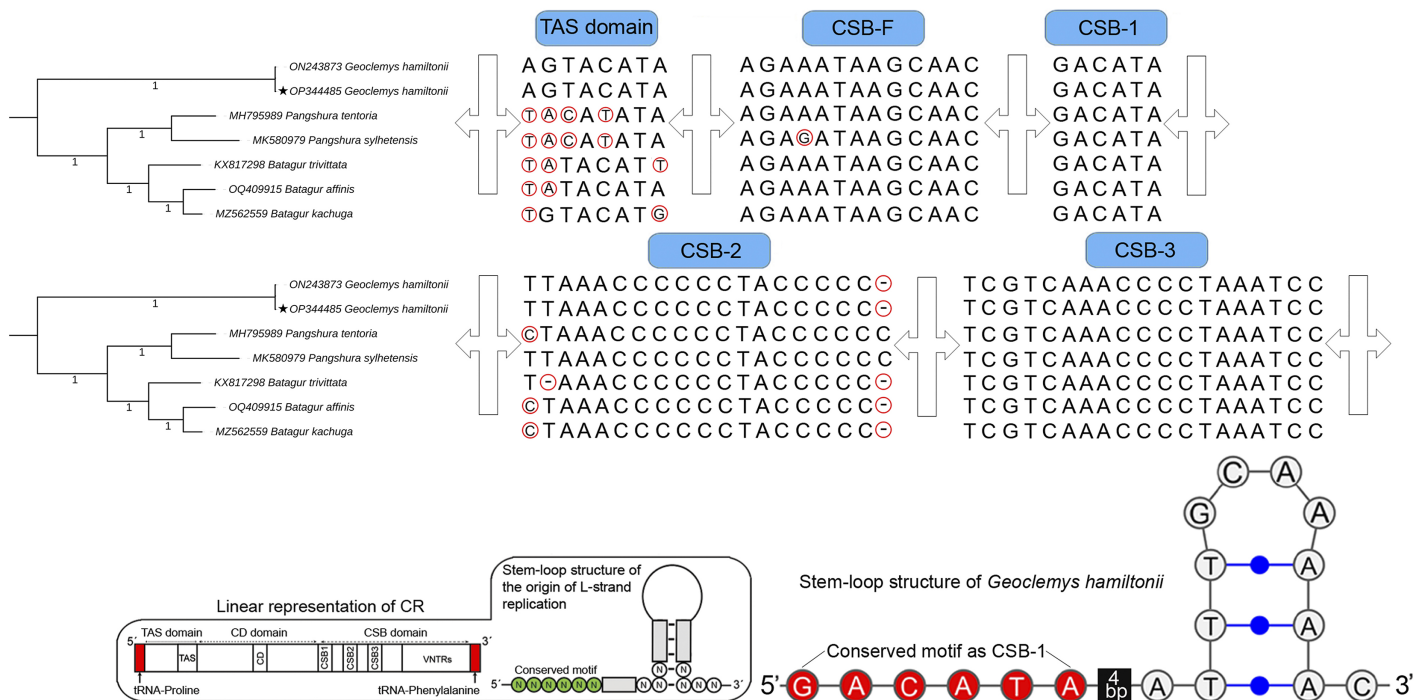 TAS domain CSB-F CSB-1
ON243873 Geoclemys hamiltonii AGTACATA AGAAATAAGCAAC GACATA
1
★OP344485 Geoclemys hamiltonii AGTACATA AGAAATAAGCAAC GACATA
MH795989 Pangshura tentoria TACATATA AGAAATAAGCAAC GACATA
1
MK580979 Pangshura sylhetensis TACATATA AGAGATAAGCAAC GACATA
1
KX817298 Batagur trivittata TATACATT AGAAATAAGCAAC GACATA
1
OQ409915 Batagur affinis TATACATA AGAAATAAGCAAC GACATA
1
MZ562559 Batagur kachuga TGTACATG AGAAATAAGCAAC GACATA
CSB-2 CSB-3
ON243873 Geoclemys hamiltonii TTAAACCCCCCTACCCCCC- TCGTCAAACCCCTAAATCC
1
★OP344485 Geoclemys hamiltonii TTAAACCCCCCTACCCCCC- TCGTCAAACCCCTAAATCC
MH795989 Pangshura tentoria CTAAACCCCCCTACCCCCCC TCGTCAAACCCCTAAATCC
1
MK580979 Pangshura sylhetensis TTAAACCCCCCTACCCCCCC TCGTCAAACCCCTAAATCC
1
KX817298 Batagur trivittata T-AAACCCCCCTACCCCCC- TCGTCAAACCCCTAAATCC
1
OQ409915 Batagur affinis CTAAACCCCCCTACCCCCC- TCGTCAAACCCCTAAATCC
1
MZ562559 Batagur kachuga CTAAACCCCCCTACCCCCC- TCGTCAAACCCCTAAATCC
Linear representation of CR
5´ TAS domain CD domain CSB domain 3´
TAS CD CSB1 CSB2 CSB3 VNTRs
tRNA-Proline tRNA-Phenylalanine
Stem-loop structure of
the origin of L-strand
replication
Conserved motif
N N
5´ N N N N N N N N N N N N 3´
Stem-loop structure of Geoclemys hamiltonii
Conserved motif as CSB-1
C A
G A
T A
T A
5´ G A C A T A 4 bp A T A C 3´